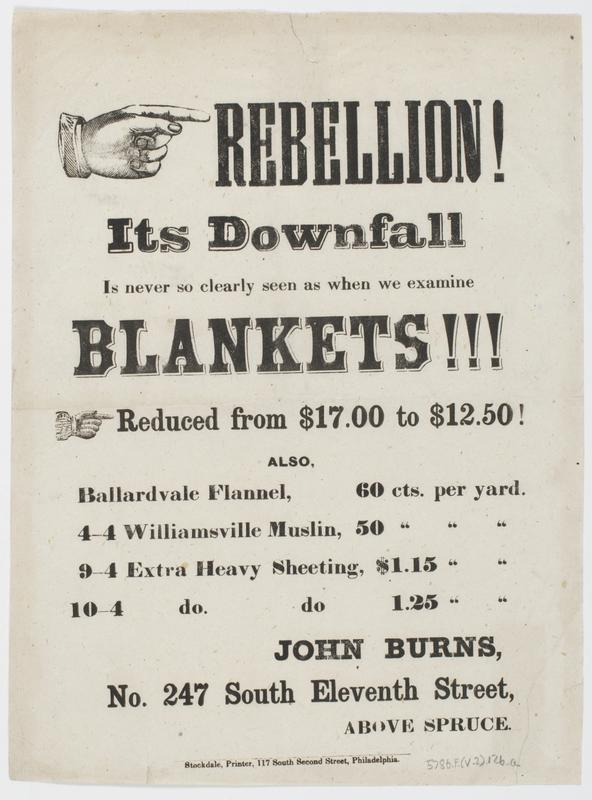 REBELLION!
Its Downfall
Is never so clearly seen as when we examine
BLANKETS!!!
Reduced from $17.00 to $12.50!
ALSO,
Ballardvale Flannel, 60 cts. per yard.
4-4 Williamsville Muslin, 50 “ “ “
9-4 Extra Heavy Sheeting, $1.15 “ “
10-4 do. do 1.25 “ “
JOHN BURNS,
No. 247 South Eleventh Street,
ABOVE SPRUCE.
Stockdale, Printer, 117 South Second Street, Philadelphia.
5786.F.(v.2).126.a